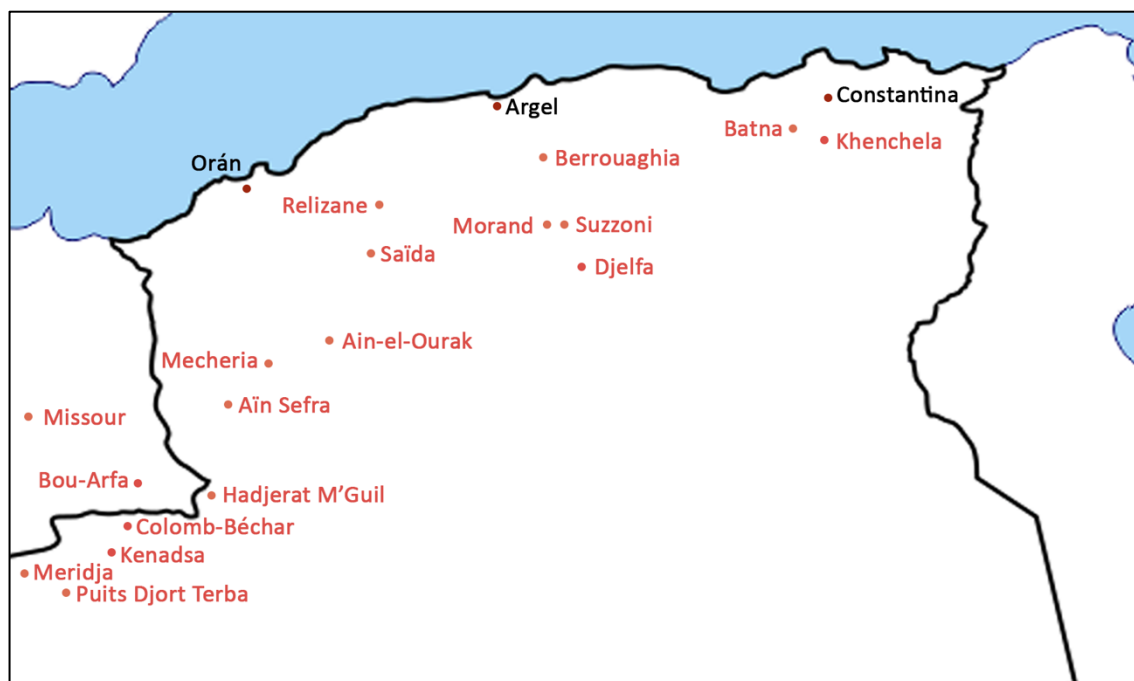 Constantina
Argel
Batna
Khenchela
Berrouaghia
Orán
Relizane
Morand
Suzzoni
Saïda
Djelfa
Ain-el-Ourak
Mecheria
Aïn Sefra
Missour
Bou-Arfa
Hadjerat M'Guil
Colomb-Béchar
Kenadsa
Meridja
Puits Djort Terba